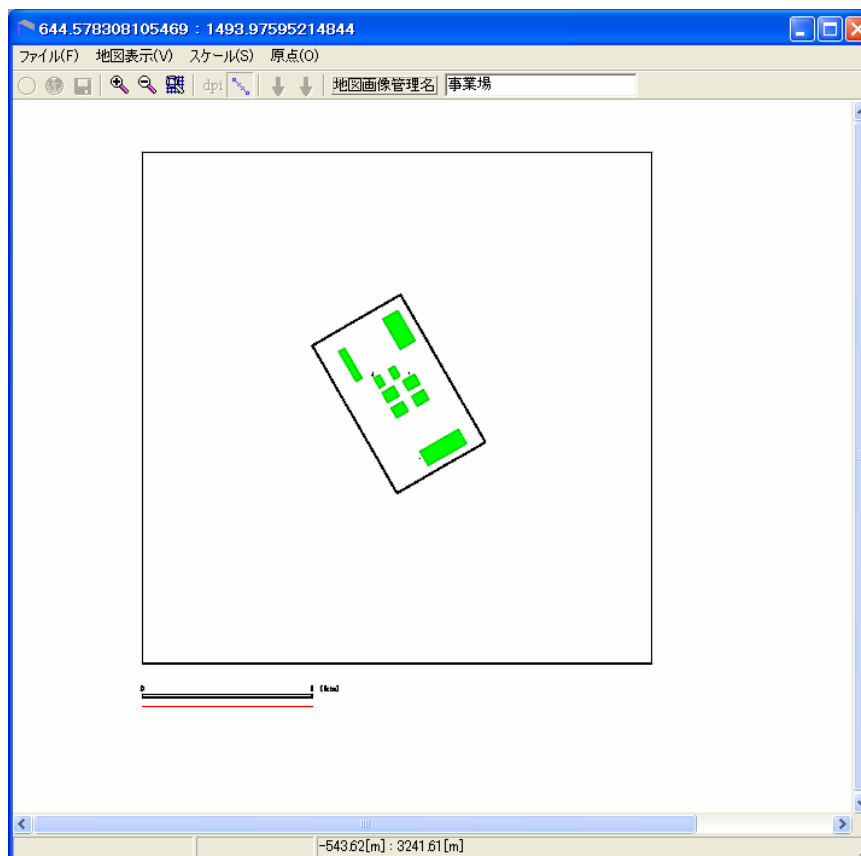 644.578308105469 : 1493.97595214844
ファイル(F) 地図表示(V) スケール(S) 原点(O)
dpi 地図画像管理名 事業場
0 1 [km]
-543.62[m] : 3241.61[m]